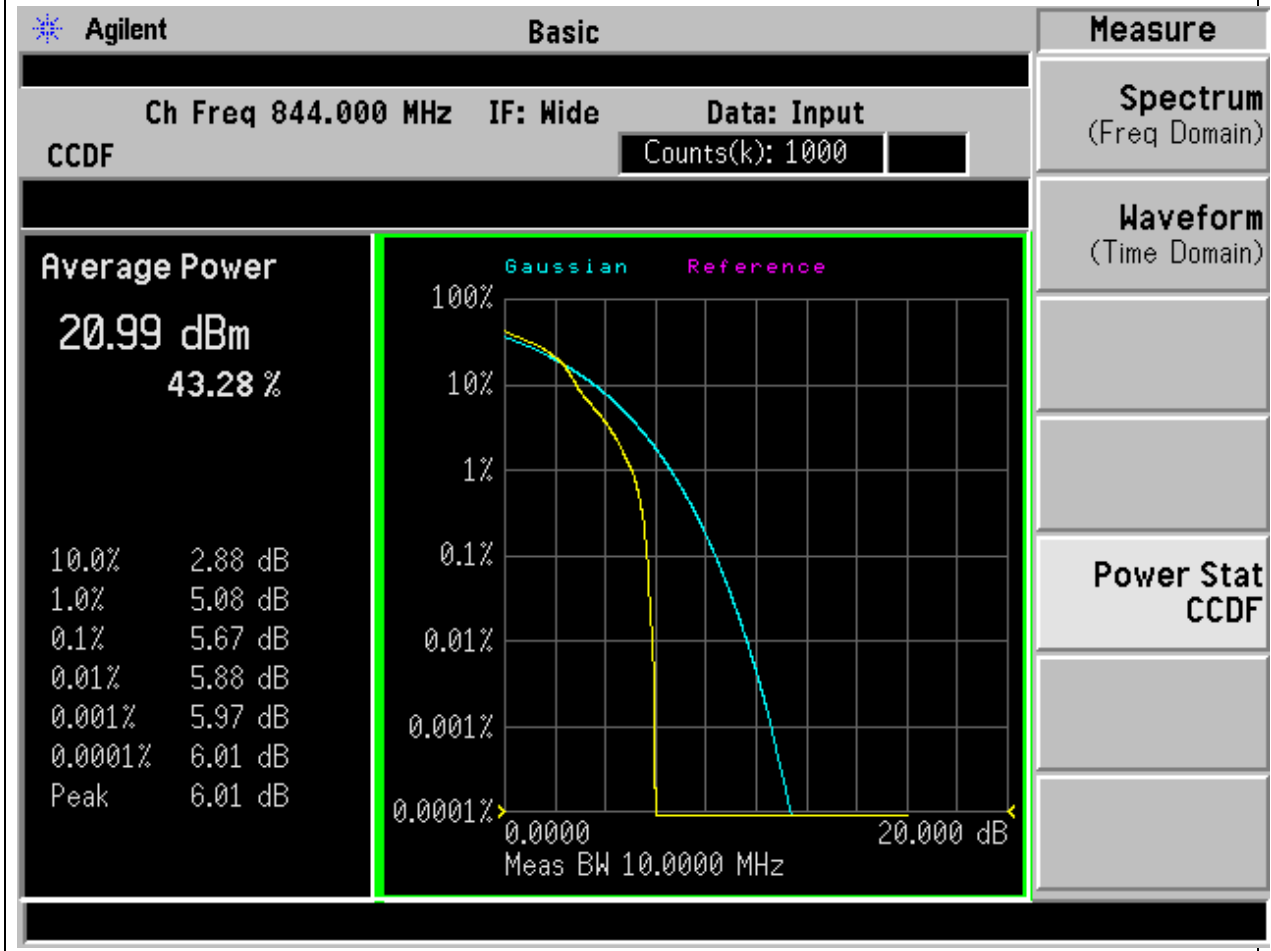 Agilent
Basic
Measure
Ch Freq 844.000 MHz IF: Wide Data: Input
CCDF
Counts(k): 1000
Spectrum
(Freq Domain)
Waveform
(Time Domain)
Power Stat
CCDF
Average Power
20.99 dBm
43.28 %
10.0% 2.88 dB
1.0% 5.08 dB
0.1% 5.67 dB
0.01% 5.88 dB
0.001% 5.97 dB
0.0001% 6.01 dB
Peak 6.01 dB
Gaussian Reference
100%
10%
1%
0.1%
0.01%
0.001%
0.0001%
0.0000 20.000 dB
Meas BW 10.0000 MHz